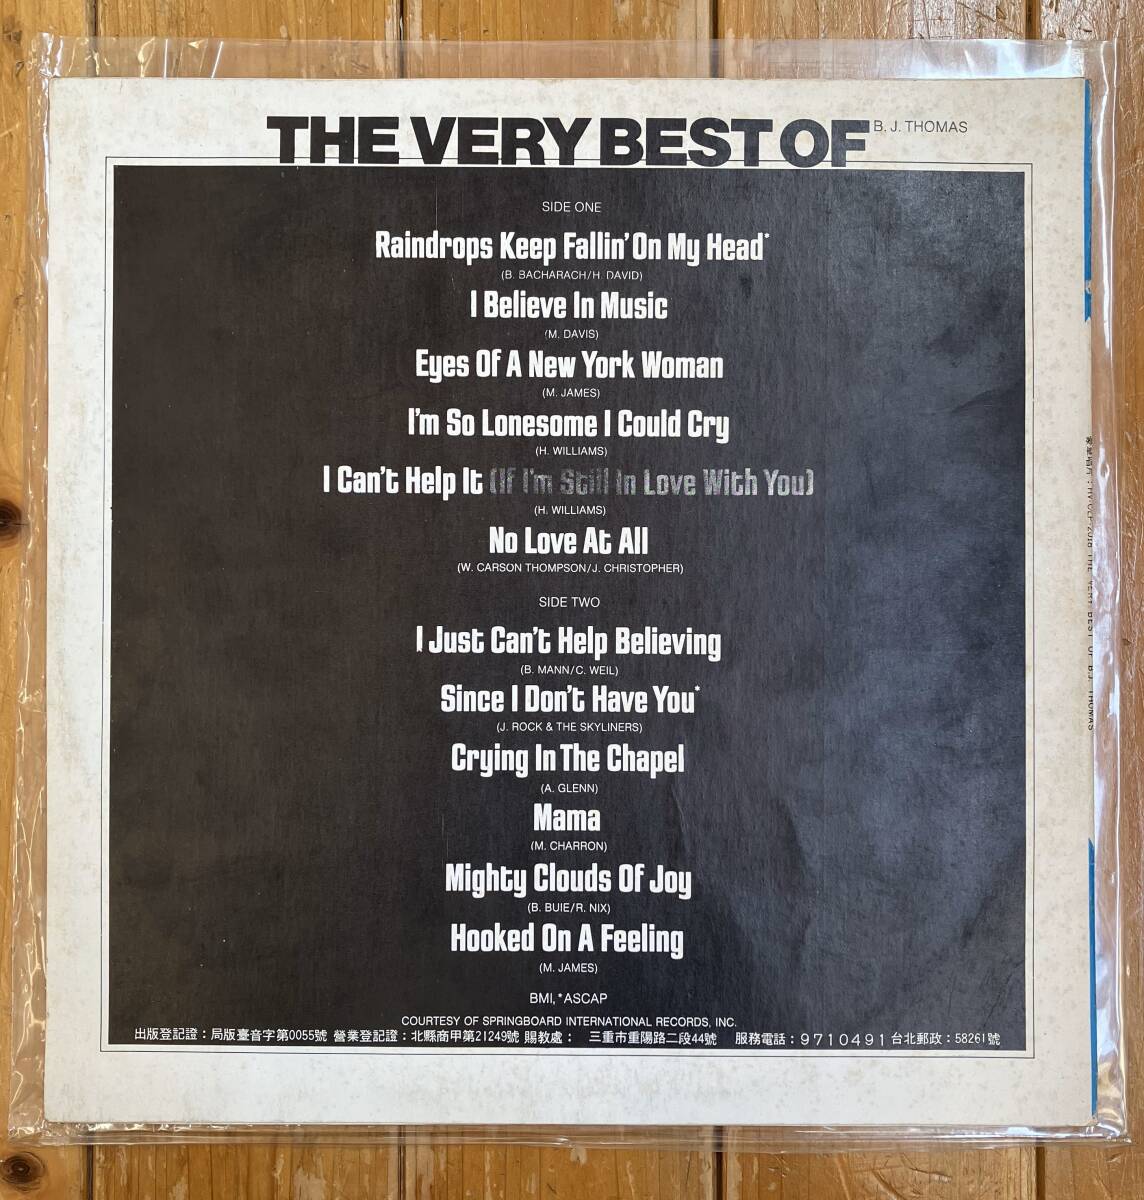 THE VERY BEST OF B. J. THOMAS
SIDE ONE
Raindrops Keep Fallin' On My Head*
(B. BACHARACH/H. DAVID)
I Believe In Music
(M. DAVIS)
Eyes Of A New York Woman
(M. JAMES)
I'm So Lonesome I Could Cry
(H. WILLIAMS)
I Can't Help It (If I'm Still In Love With You)
(H. WILLIAMS)
No Love At All
(W. CARSON THOMPSON/J. CHRISTOPHER)
SIDE TWO
I Just Can't Help Believing
(B. MANN/C. WEIL)
Since I Don't Have You*
(J. ROCK & THE SKYLINERS)
Crying In The Chapel
(A. GLENN)
Mama
(M. CHARRON)
Mighty Clouds Of Joy
(B. BUIE/R. NIX)
Hooked On A Feeling
(M. JAMES)
BMI, *ASCAP
COURTESY OF SPRINGBOARD INTERNATIONAL RECORDS, INC.
出版登記證：局版臺音字第0055號 營業登記證：北縣商甲第21249號 賜教處： 三重市重陽路二段44號 服務電話：9710491 台北郵政：58261號
2018 THE VERY BEST OF B.J. THOMAS